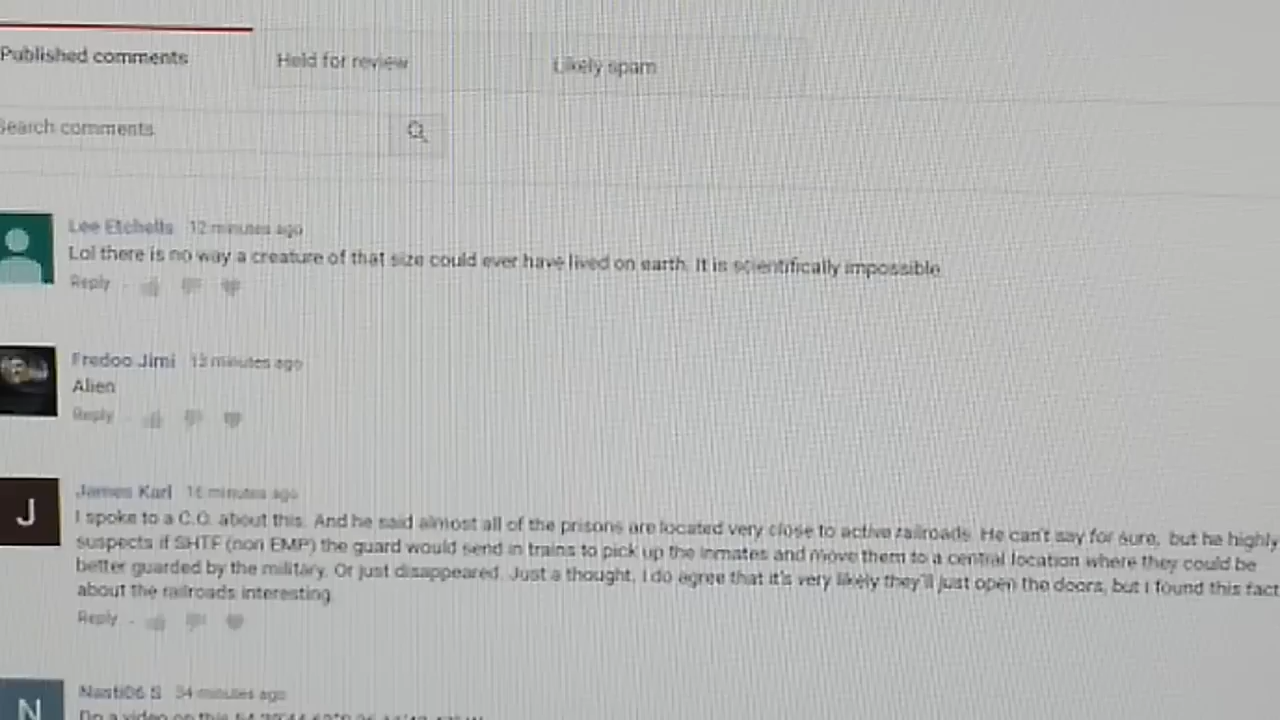 Published comments
Held for review
Likely spam
Search comments
Lee Etchells 12 minutes ago
Lol there is no way a creature of that size could ever have lived on earth. It is scientifically impossible
Reply
Fredoo Jimi 13 minutes ago
Alien
Reply
J
James Karl 16 minutes ago
I spoke to a C.O. about this. And he said almost all of the prisons are located very close to active railroads. He can't say for sure, but he highly
suspects if SHTF (non EMP) the guard would send in trains to pick up the inmates and move them to a central location where they could be
better guarded by the military. Or just disappeared. Just a thought, I do agree that it's very likely they'll just open the doors, but I found this fact
about the railroads interesting.
Reply
N
Nasti06 S 34 minutes ago
Do a video on this